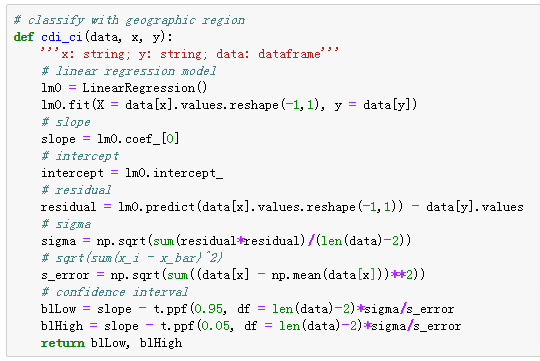 # classify with geographic region
def cdi_ci(data, x, y):
    '''x: string; y: string; data: dataframe'''
    # linear regression model
    lm0 = LinearRegression()
    lm0.fit(X = data[x].values.reshape(-1,1), y = data[y])
    # slope
    slope = lm0.coef_[0]
    # intercept
    intercept = lm0.intercept_
    # residual
    residual = lm0.predict(data[x].values.reshape(-1,1)) - data[y].values
    # sigma
    sigma = np.sqrt(sum(residual*residual)/(len(data)-2))
    # sqrt(sum(x_i - x_bar)^2)
    s_error = np.sqrt(sum((data[x] - np.mean(data[x]))**2))
    # confidence interval
    blLow = slope - t.ppf(0.95, df = len(data)-2)*sigma/s_error
    blHigh = slope - t.ppf(0.05, df = len(data)-2)*sigma/s_error
    return blLow, blHigh